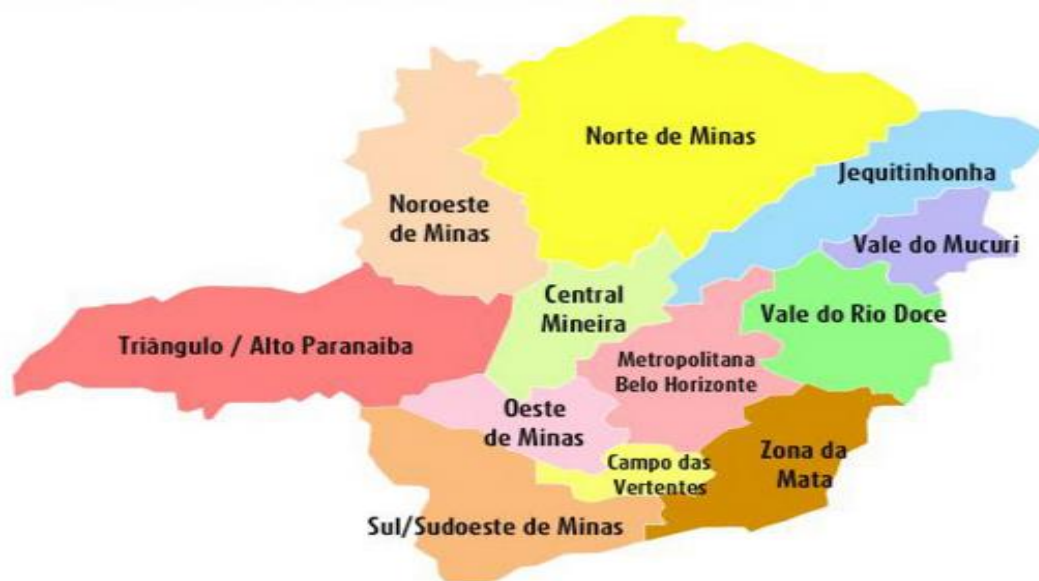 Norte de Minas
Jequitinhonha
Noroeste
de Minas
Vale do Mucuri
Central
Mineira
Vale do Rio Doce
Triângulo / Alto Paranaiba
Metropolitana
Belo Horizonte
Oeste
de Minas
Zona da
Mata
Campo das
Vertentes
Sul/Sudoeste de Minas